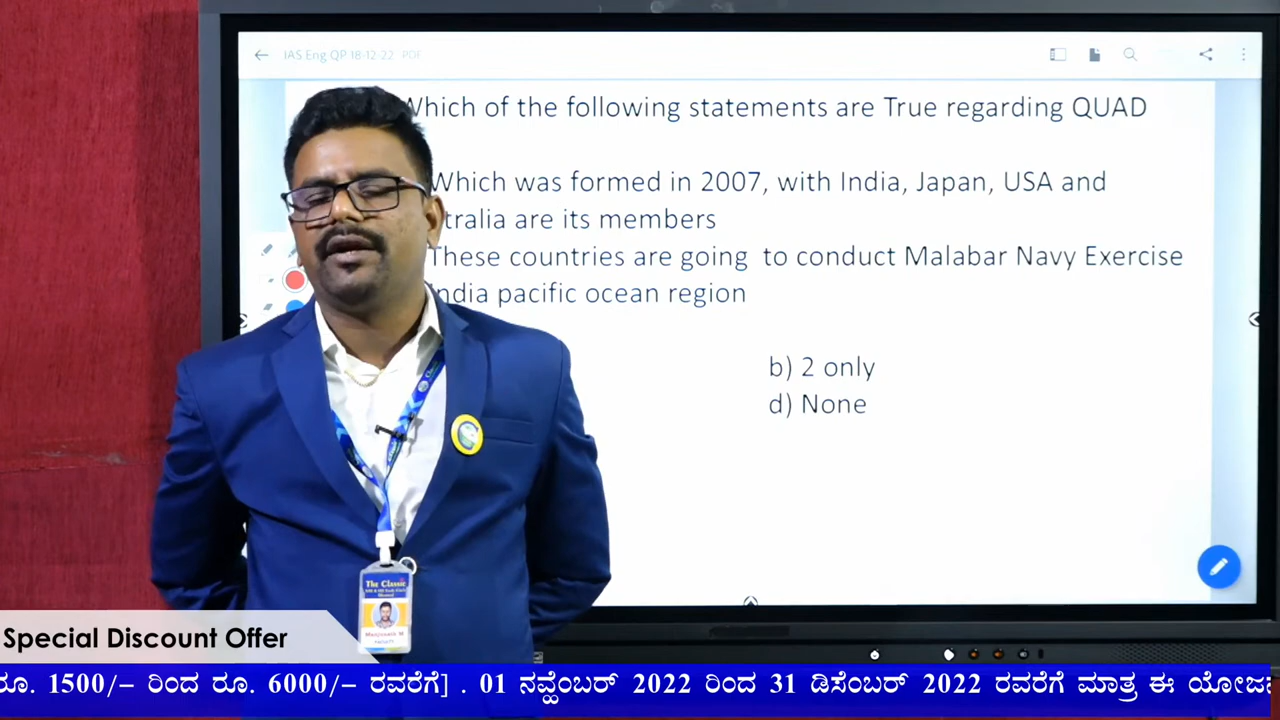 IAS Eng QP 18-12-22 PDF
Which of the following statements are True regarding QUAD
Which was formed in 2007, with India, Japan, USA and
tralia are its members
These countries are going to conduct Malabar Navy Exercise
India pacific ocean region
b) 2 only
d) None
The Classic
Manjunath M
Special Discount Offer
ರೂ. 1500/– ರಿಂದ ರೂ. 6000/– ರವರೆಗೆ] . 01 ನವ್ಹೆಂಬರ್ 2022 ರಿಂದ 31 ಡಿಸೆಂಬರ್ 2022 ರವರೆಗೆ ಮಾತ್ರ ಈ ಯೋಜನ